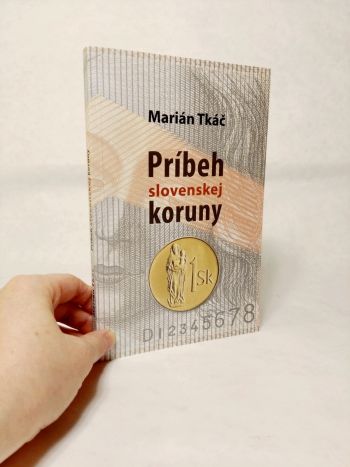 Marián Tkáč
Príbeh
slovenskej
koruny
1Sk
D12345678